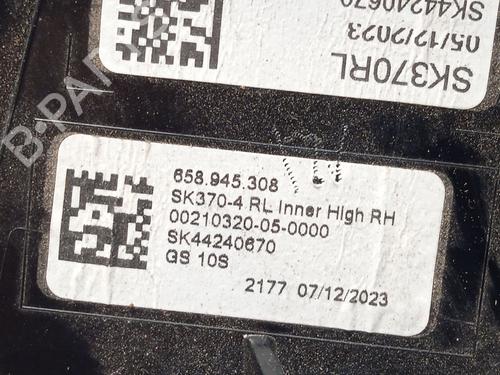 SK44240670
05/12/2023
SK370RL
B-PARTS
658.945.308
SK370-4 RL Inner High RH
00210320-05-0000
SK44240670
GS 10S
2177 07/12/2023